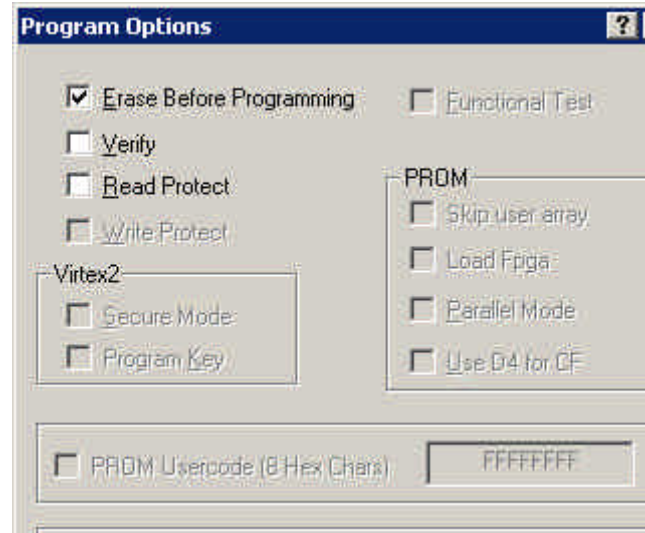 Program Options ?
Erase Before Programming
Functional Test
Verify
Read Protect
Write Protect
PROM
Skip user array
Load Fpga
Parallel Mode
Use D4 for CF
Virtex2
Secure Mode
Program Key
PROM Usercode (8 Hex Chars) FFFFFFFF